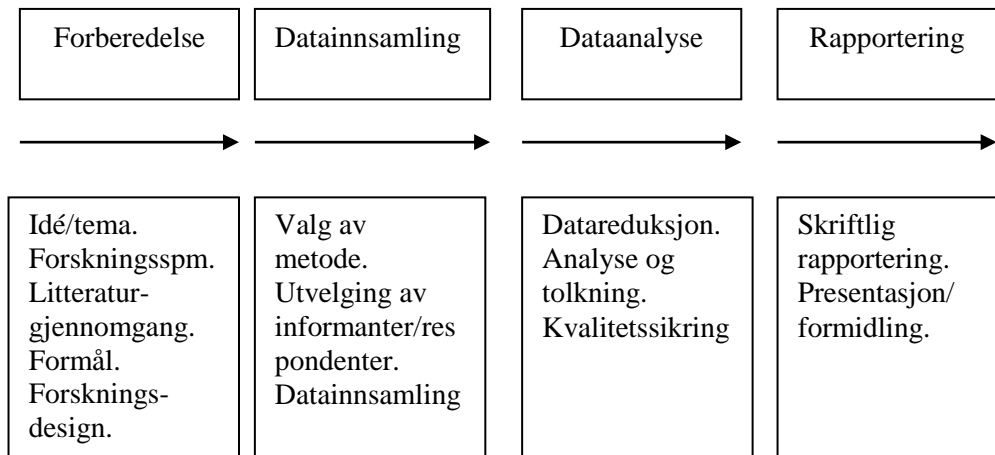 Forberedelse
Datainnsamling
Dataanalyse
Rapportering
Idé/tema.
Forskningsspm.
Litteratur-
gjennomgang.
Formål.
Forsknings-
design.
Valg av
metode.
Utvelging av
informanter/res
pondenter.
Datainnsamling
Datareduksjon.
Analyse og
tolkning.
Kvalitetssikring
Skriftlig
rapportering.
Presentasjon/
formidling.